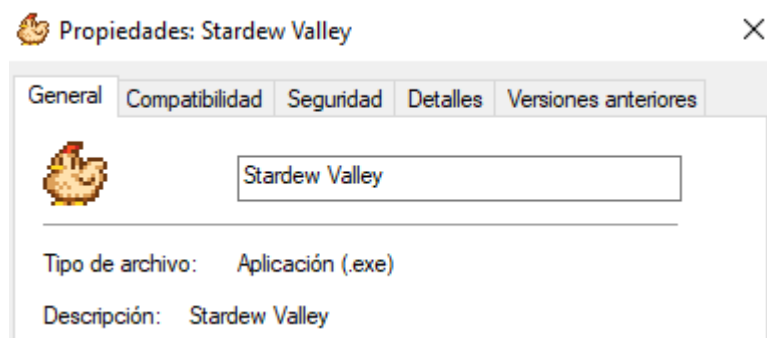 Propiedades: Stardew Valley
General Compatibilidad Seguridad Detalles Versiones anteriores
Stardew Valley
Tipo de archivo: Aplicación (.exe)
Descripción: Stardew Valley